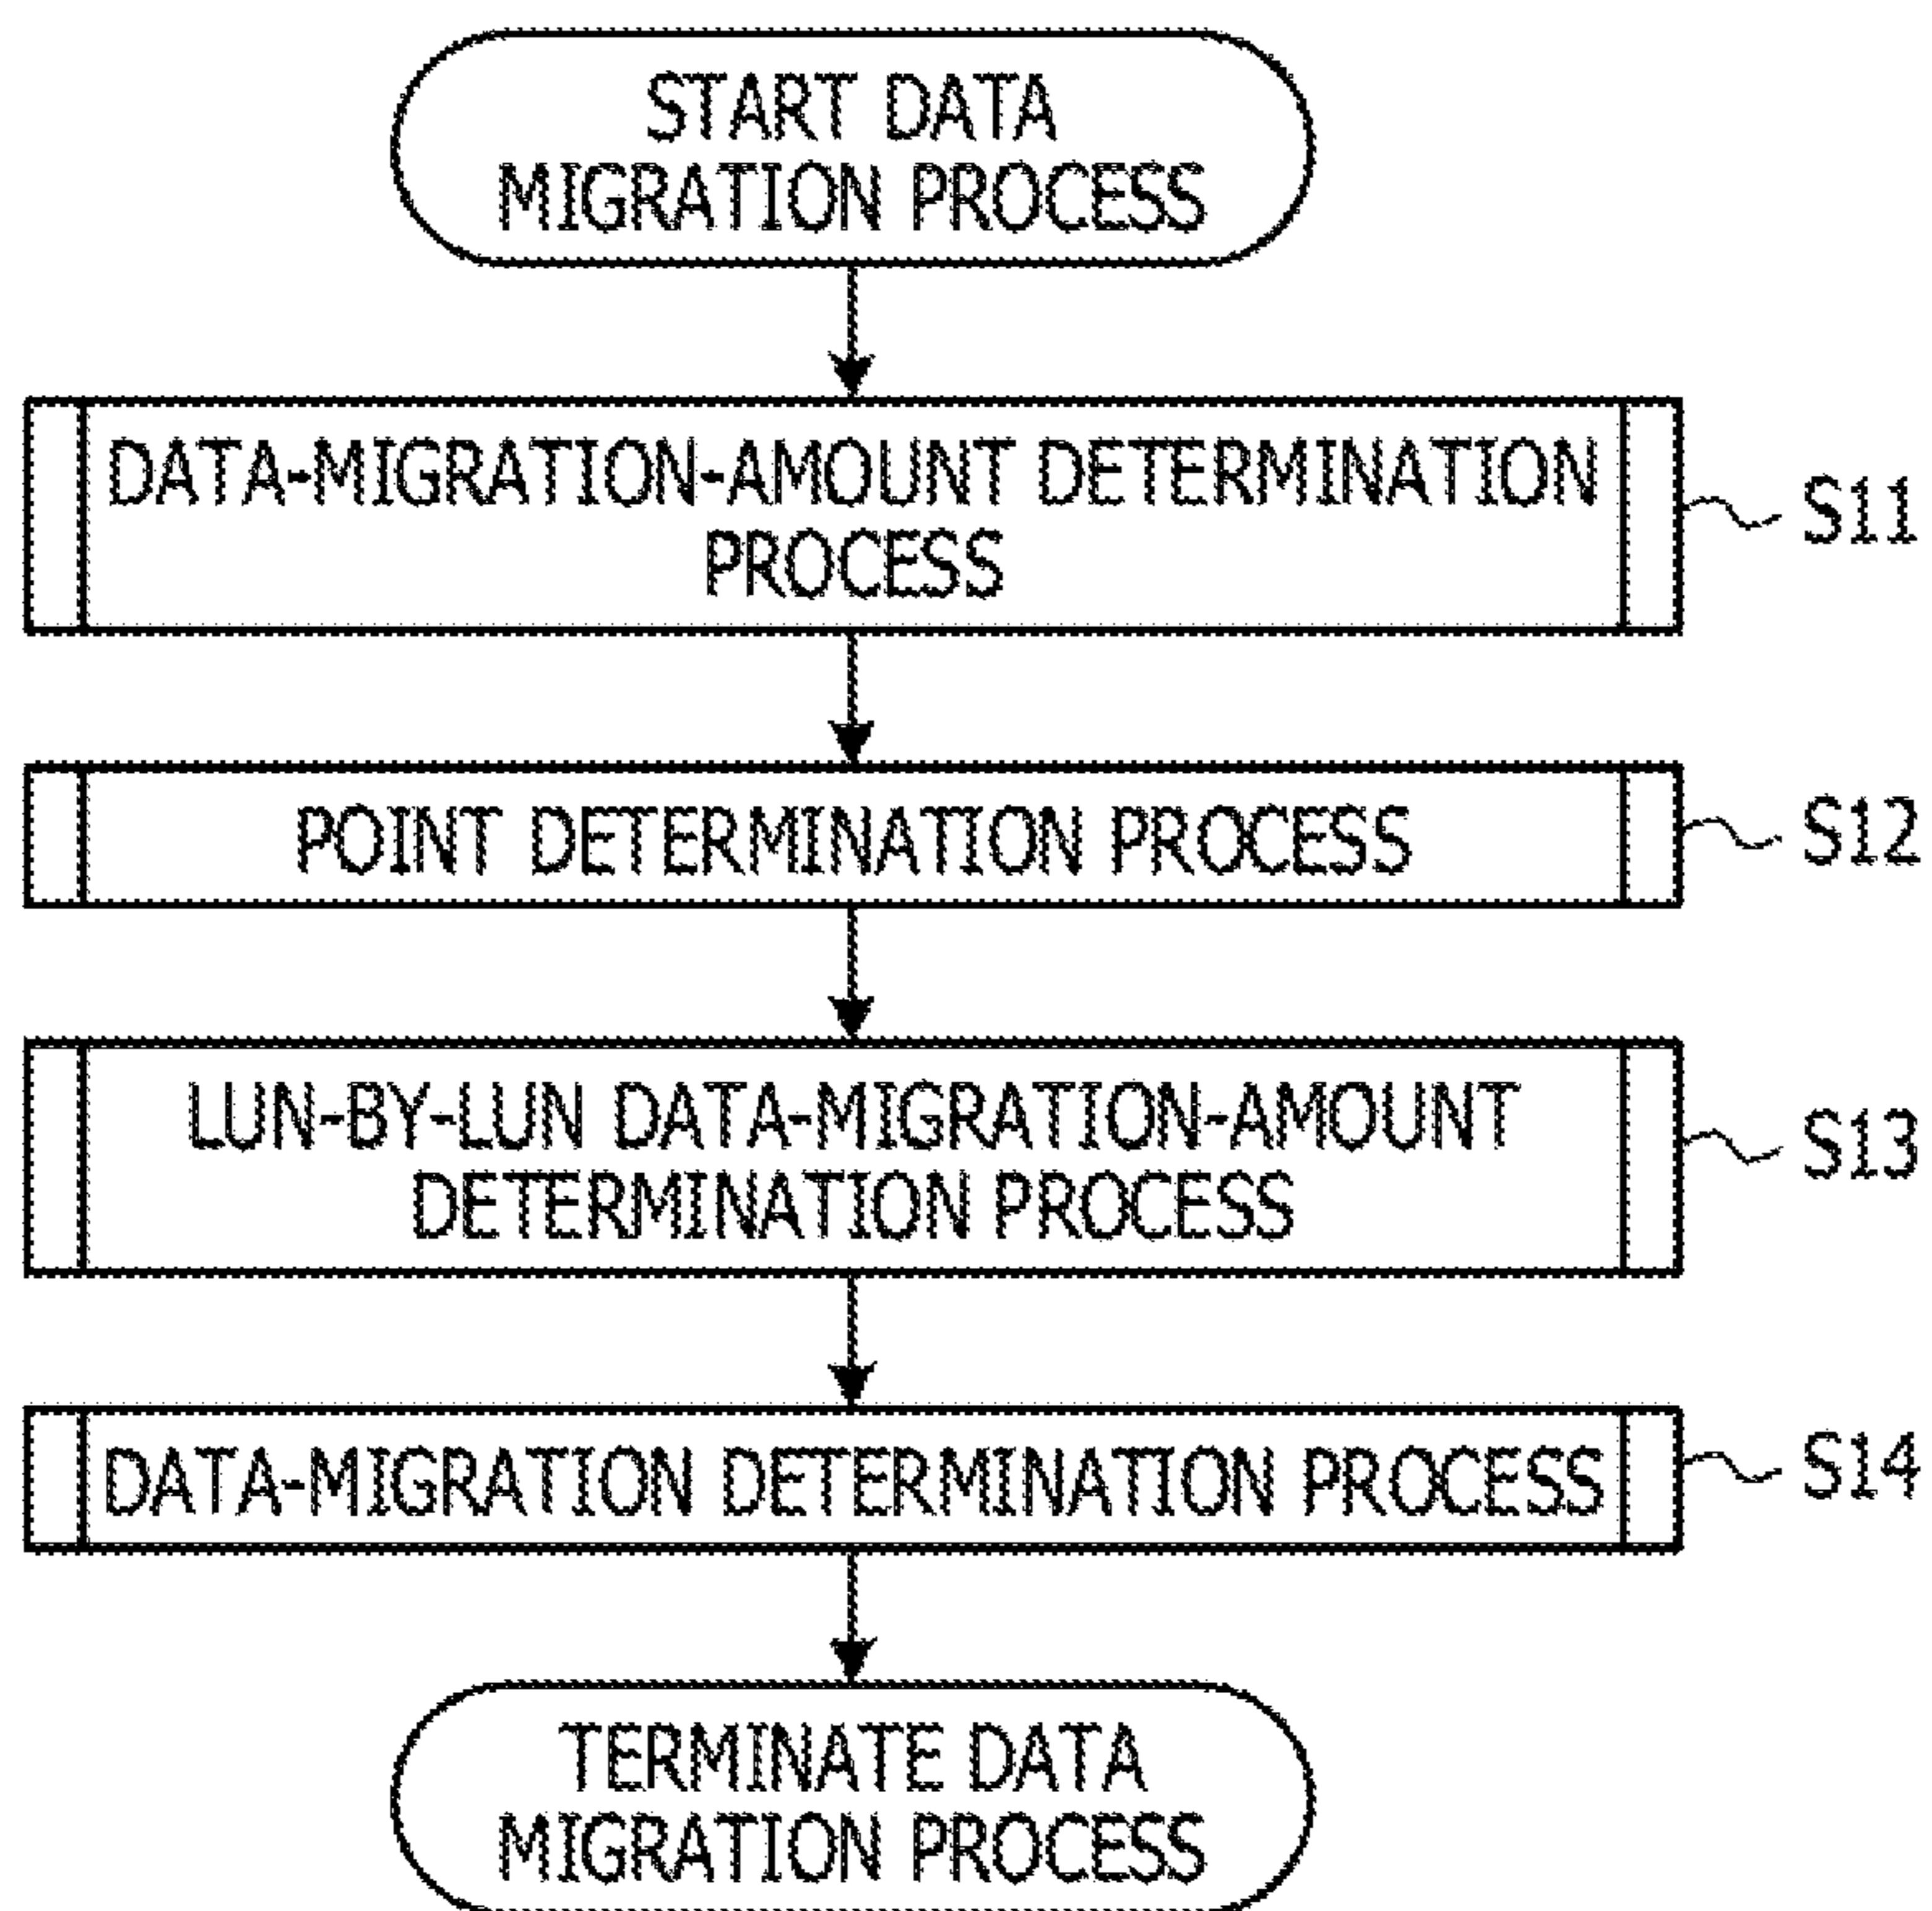 START DATA
MIGRATION PROCESS
DATA-MIGRATION-AMOUNT DETERMINATION
PROCESS
S11
POINT DETERMINATION PROCESS
S12
LUN-BY-LUN DATA-MIGRATION-AMOUNT
DETERMINATION PROCESS
S13
DATA-MIGRATION DETERMINATION PROCESS
S14
TERMINATE DATA
MIGRATION PROCESS